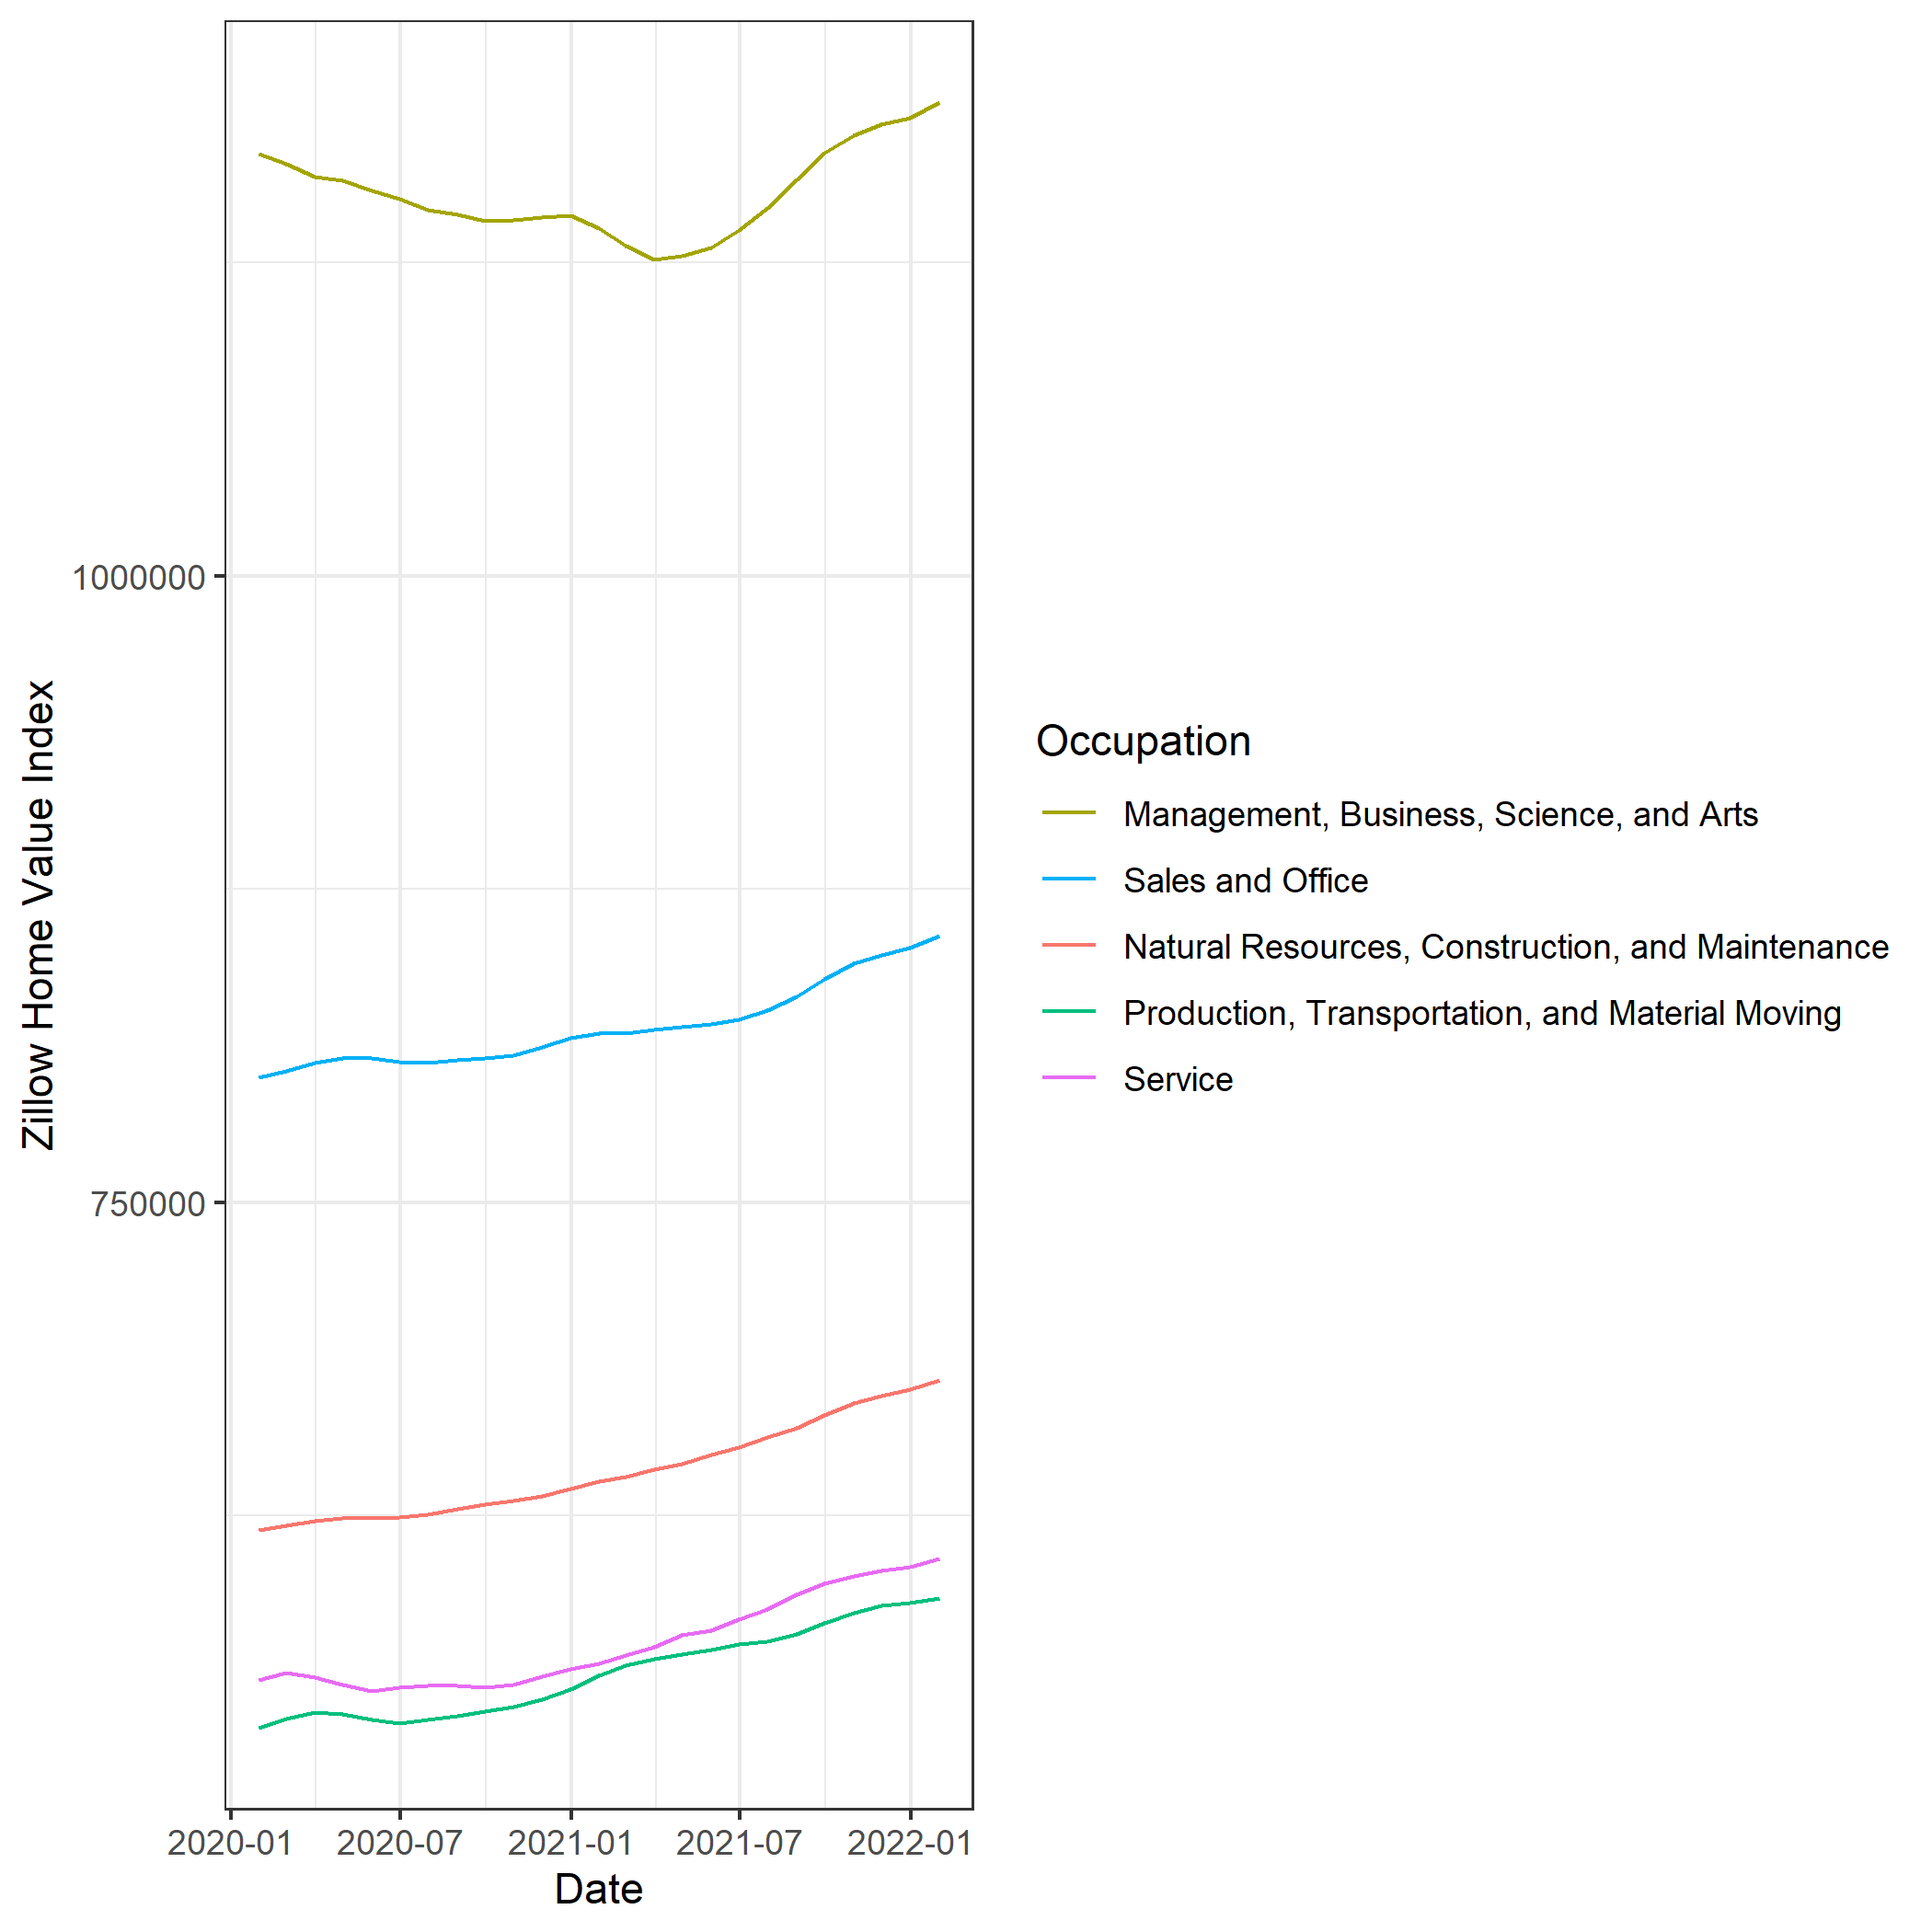 Zillow Home Value Index
1000000
750000
2020-01
2020-07
2021-01
2021-07
2022-01
Date
Occupation
Management, Business, Science, and Arts
Sales and Office
Natural Resources, Construction, and Maintenance
Production, Transportation, and Material Moving
Service